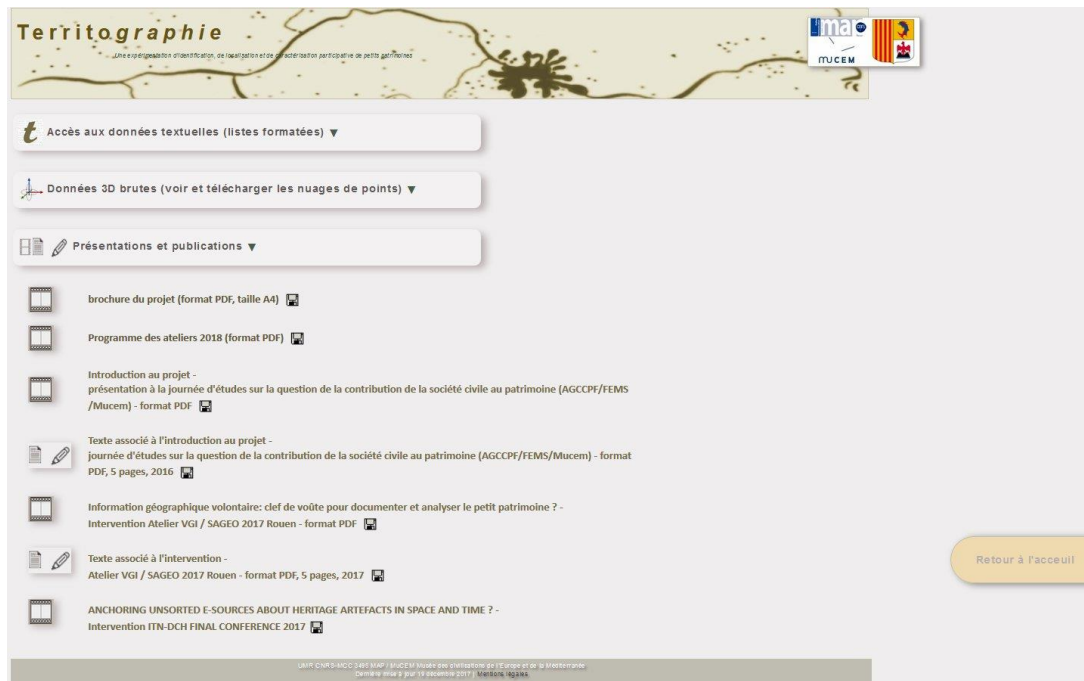 Territographie
Une expérimentation d'identification, de localisation et de caractérisation participative de petits patrimoines
map
MUCEM
Accès aux données textuelles (listes formatées) ▼
Données 3D brutes (voir et télécharger les nuages de points) ▼
Présentations et publications ▼
brochure du projet (format PDF, taille A4)
Programme des ateliers 2018 (format PDF)
Introduction au projet -
présentation à la journée d'études sur la question de la contribution de la société civile au patrimoine (AGCCPF/FEMS
/Mucem) - format PDF
Texte associé à l'introduction au projet -
journée d'études sur la question de la contribution de la société civile au patrimoine (AGCCPF/FEMS/Mucem) - format
PDF, 5 pages, 2016
Information géographique volontaire: clef de voûte pour documenter et analyser le petit patrimoine ? -
Intervention Atelier VGI / SAGEO 2017 Rouen - format PDF
Texte associé à l'intervention -
Atelier VGI / SAGEO 2017 Rouen - format PDF, 5 pages, 2017
Retour à l'acceuil
ANCHORING UNSORTED E-SOURCES ABOUT HERITAGE ARTEFACTS IN SPACE AND TIME ? -
Intervention ITN-DCH FINAL CONFERENCE 2017
UMR CNRS-MCC 3495 MAP / MuCEM Musée des civilisations de l'Europe et de la Méditerranée
Dernière mise à jour 19 décembre 2017 | Mentions légales